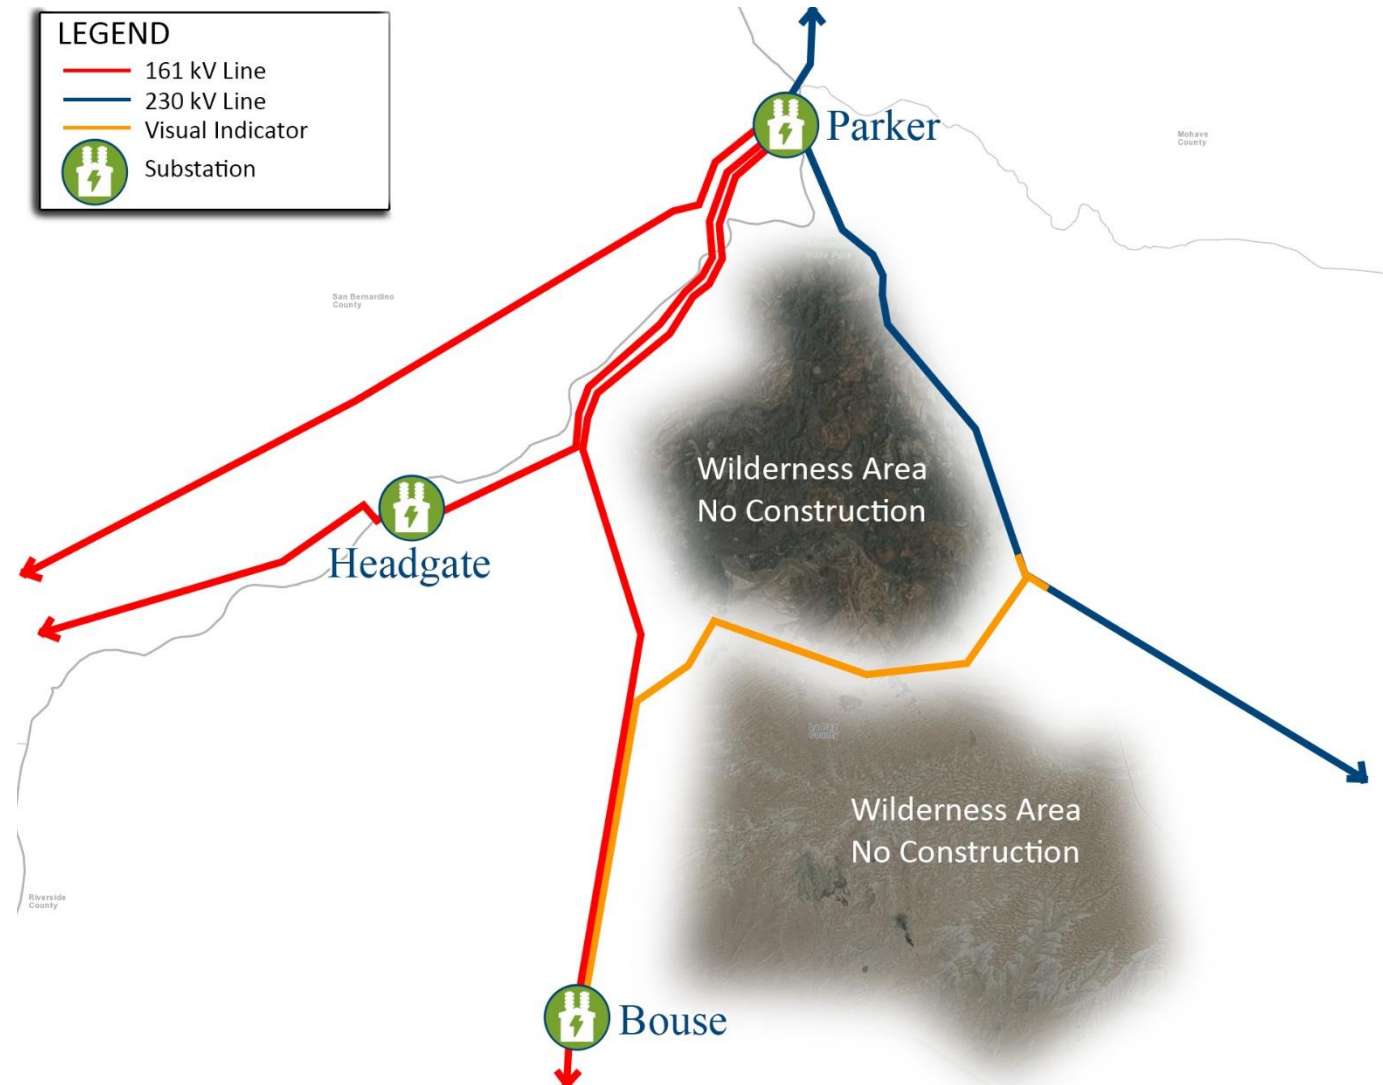 LEGEND
161 kV Line
230 kV Line
Visual Indicator
Substation
Parker
Mohave
County
San Bernardino
County
Wilderness Area
No Construction
Headgate
La Paz
County
Wilderness Area
No Construction
Riverside
County
Bouse